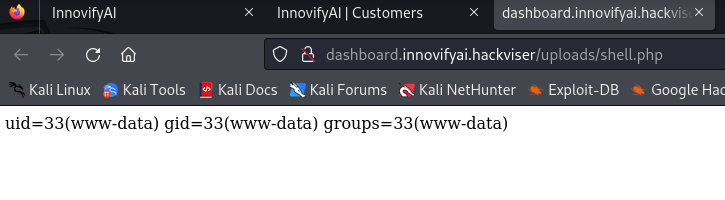 InnovifyAI
InnovifyAI | Customers
dashboard.innovifyai.hackvis
dashboard.innovifyai.hackviser/uploads/shell.php
Kali Linux Kali Tools Kali Docs Kali Forums Kali NetHunter Exploit-DB Google Hac
uid=33(www-data) gid=33(www-data) groups=33(www-data)